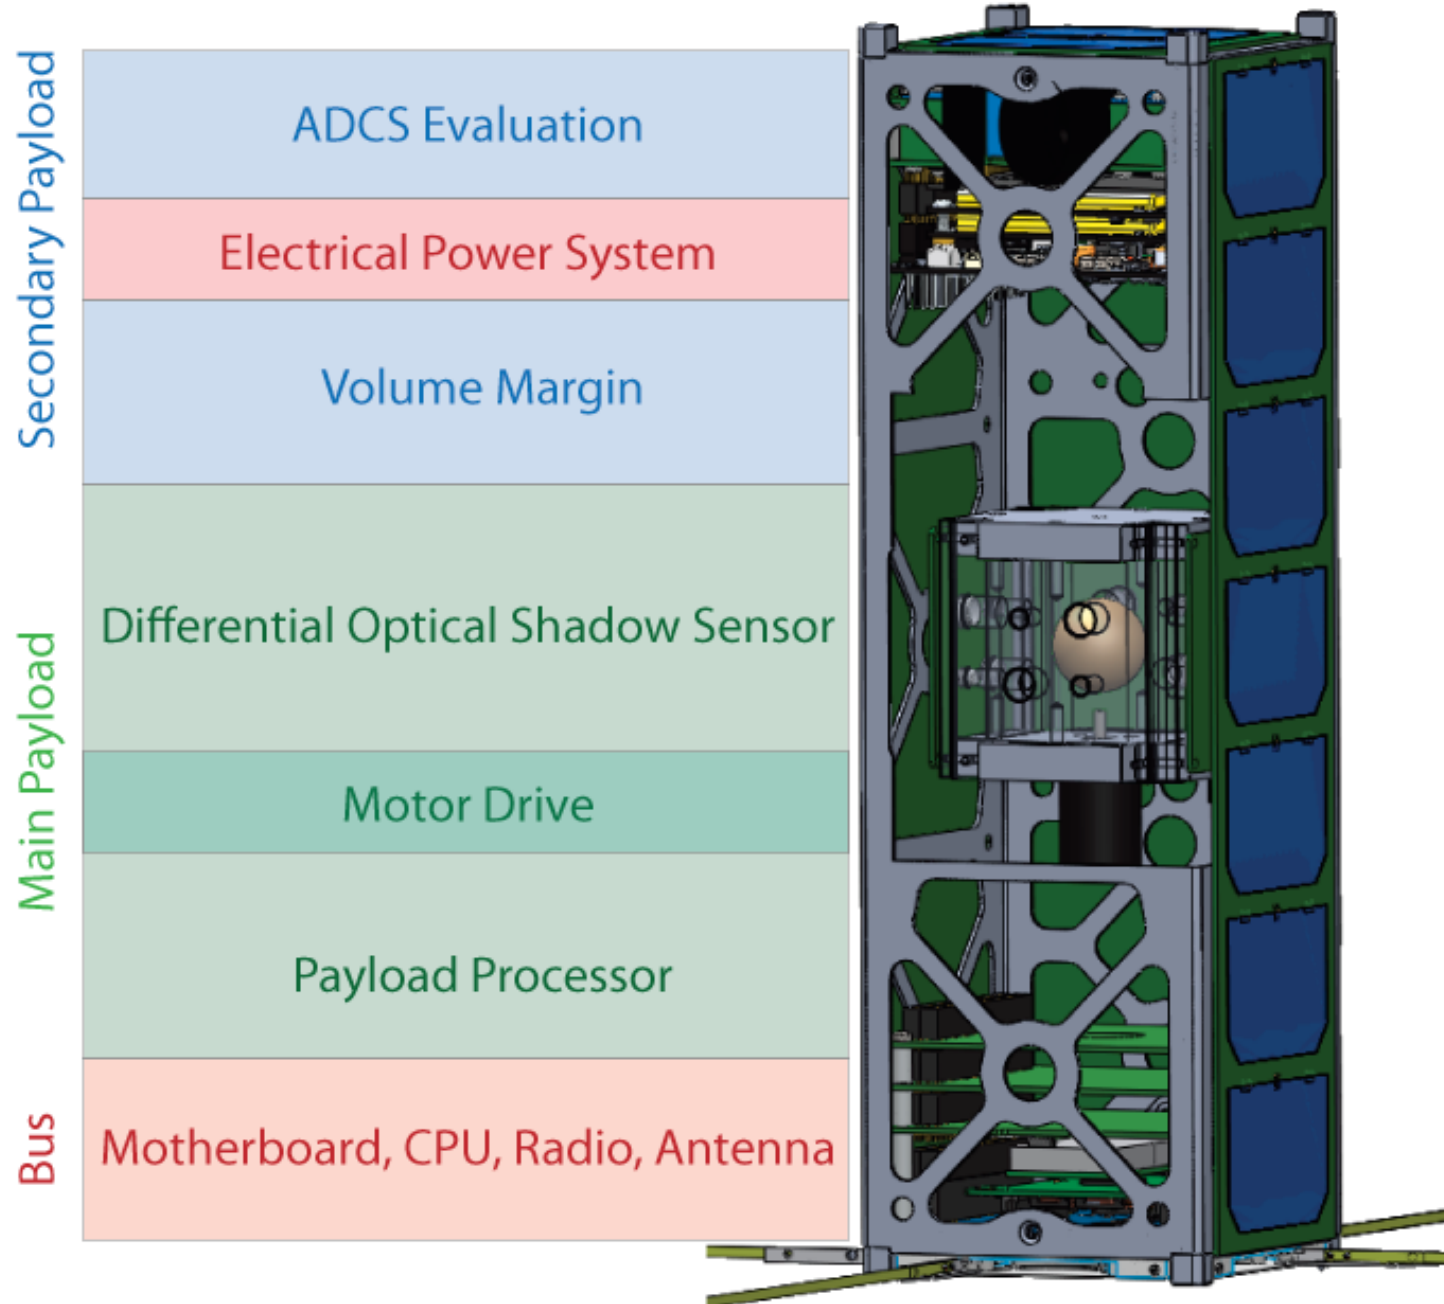 Secondary Payload
ADCS Evaluation
Electrical Power System
Volume Margin
Main Payload
Differential Optical Shadow Sensor
Motor Drive
Payload Processor
Bus
Motherboard, CPU, Radio, Antenna